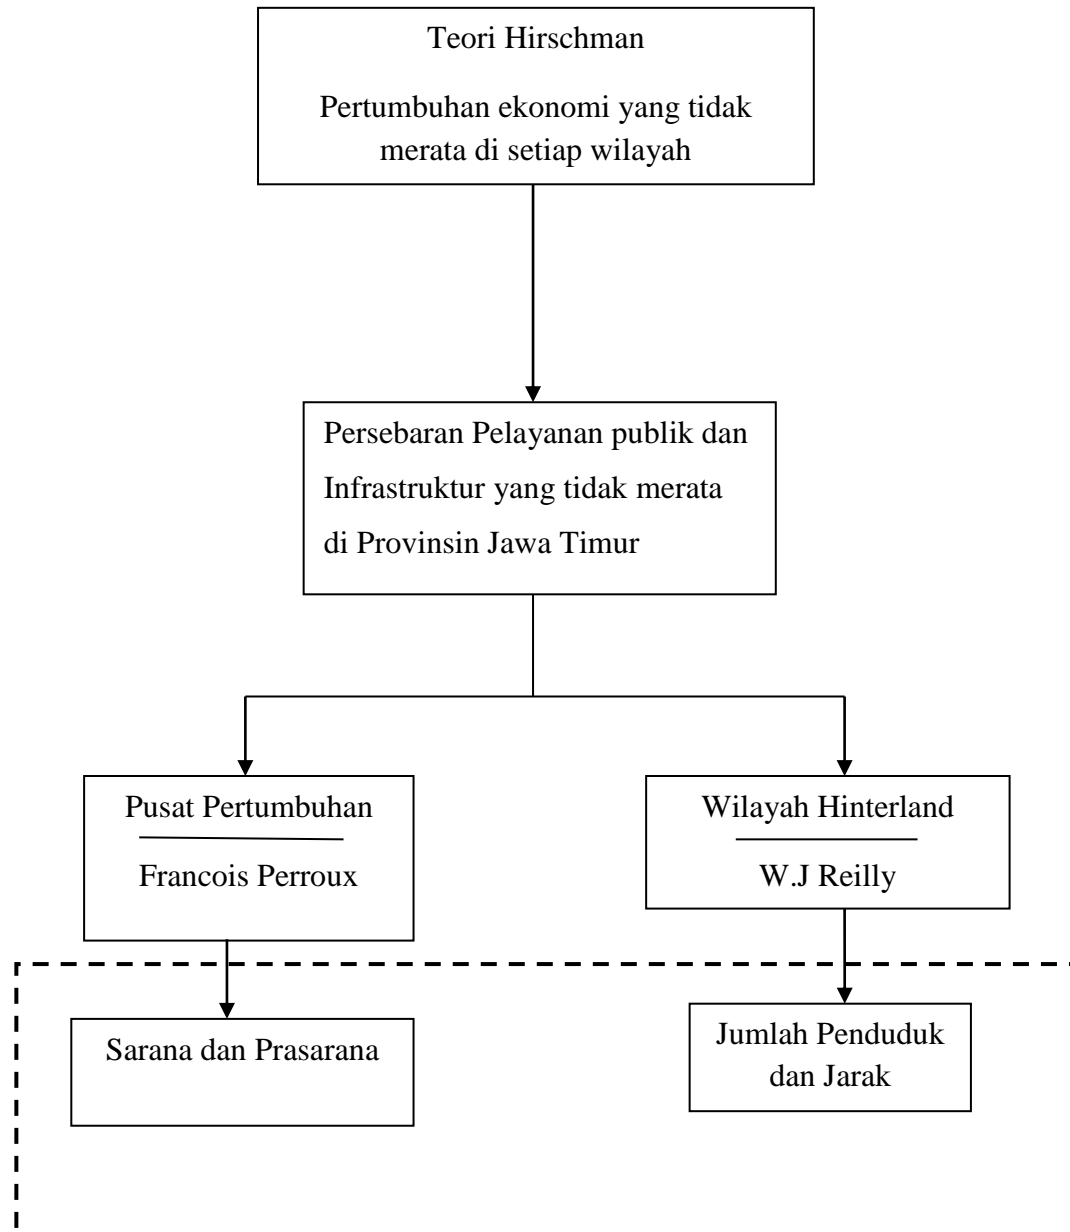 Teori Hirschman
Pertumbuhan ekonomi yang tidak
merata di setiap wilayah
Persebaran Pelayanan publik dan
Infrastruktur yang tidak merata
di Provinsin Jawa Timur
Pusat Pertumbuhan
Francois Perroux
Wilayah Hinterland
W.J Reilly
Sarana dan Prasarana
Jumlah Penduduk
dan Jarak